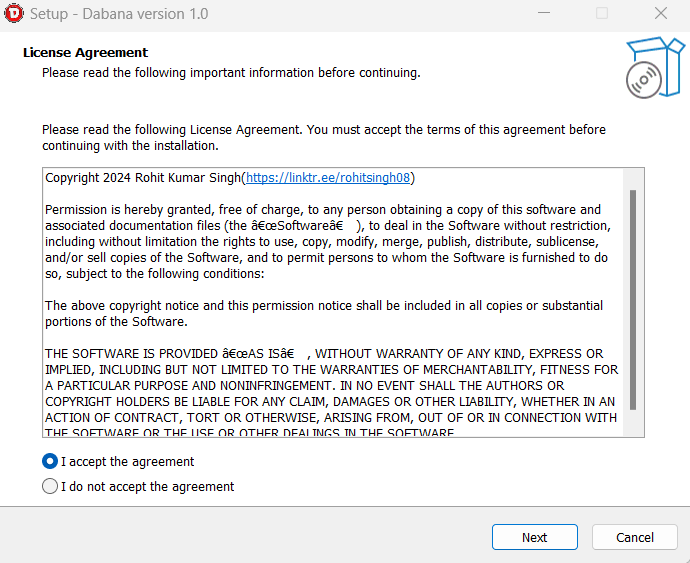 Setup - Dabana version 1.0
License Agreement
Please read the following important information before continuing.
Please read the following License Agreement. You must accept the terms of this agreement before
continuing with the installation.
Copyright 2024 Rohit Kumar Singh(https://linktr.ee/rohitsingh08)
Permission is hereby granted, free of charge, to any person obtaining a copy of this software and
associated documentation files (the “Softwareâ€ ), to deal in the Software without restriction,
including without limitation the rights to use, copy, modify, merge, publish, distribute, sublicense,
and/or sell copies of the Software, and to permit persons to whom the Software is furnished to do
so, subject to the following conditions:
The above copyright notice and this permission notice shall be included in all copies or substantial
portions of the Software.
THE SOFTWARE IS PROVIDED “AS ISâ€ , WITHOUT WARRANTY OF ANY KIND, EXPRESS OR
IMPLIED, INCLUDING BUT NOT LIMITED TO THE WARRANTIES OF MERCHANTABILITY, FITNESS FOR
A PARTICULAR PURPOSE AND NONINFRINGEMENT. IN NO EVENT SHALL THE AUTHORS OR
COPYRIGHT HOLDERS BE LIABLE FOR ANY CLAIM, DAMAGES OR OTHER LIABILITY, WHETHER IN AN
ACTION OF CONTRACT, TORT OR OTHERWISE, ARISING FROM, OUT OF OR IN CONNECTION WITH
THE SOFTWARE OR THE USE OR OTHER DEALINGS IN THE SOFTWARE.
I accept the agreement
I do not accept the agreement
Next
Cancel